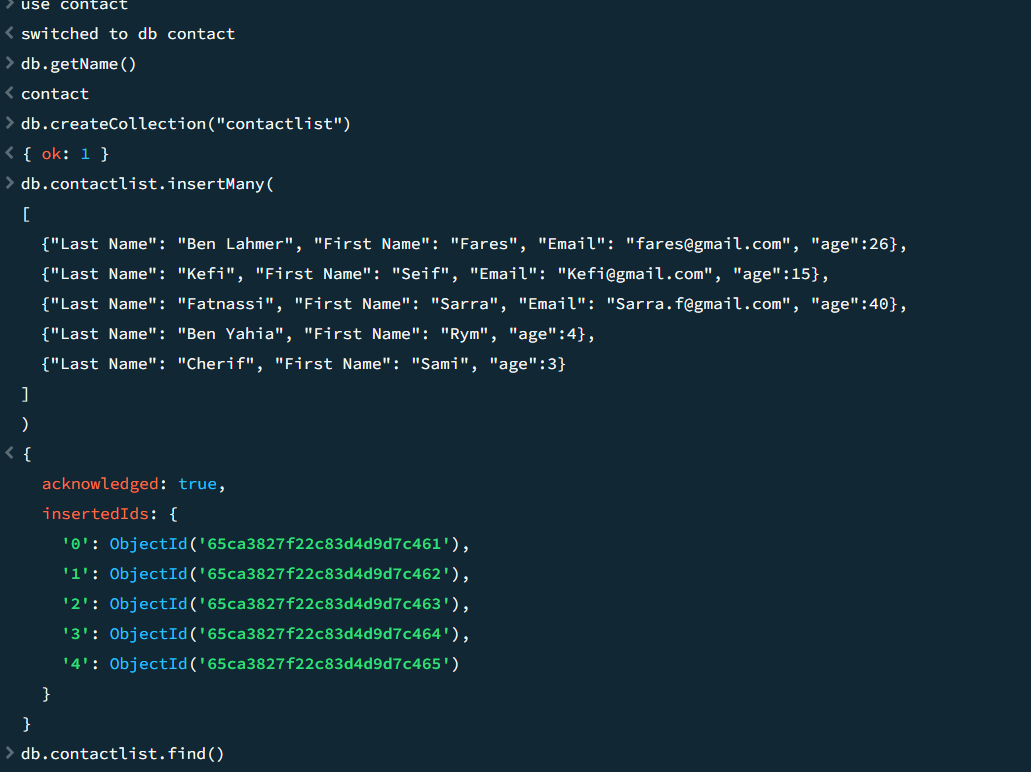 > use contact
< switched to db contact
> db.getName()
< contact
> db.createCollection("contactlist")
< { ok: 1 }
> db.contactlist.insertMany(
[
{"Last Name": "Ben Lahmer", "First Name": "Fares", "Email": "fares@gmail.com", "age":26},
{"Last Name": "Kefi", "First Name": "Seif", "Email": "Kefi@gmail.com", "age":15},
{"Last Name": "Fatnassi", "First Name": "Sarra", "Email": "Sarra.f@gmail.com", "age":40},
{"Last Name": "Ben Yahia", "First Name": "Rym", "age":4},
{"Last Name": "Cherif", "First Name": "Sami", "age":3}
]
)
< {
acknowledged: true,
insertedIds: {
'0': ObjectId('65ca3827f22c83d4d9d7c461'),
'1': ObjectId('65ca3827f22c83d4d9d7c462'),
'2': ObjectId('65ca3827f22c83d4d9d7c463'),
'3': ObjectId('65ca3827f22c83d4d9d7c464'),
'4': ObjectId('65ca3827f22c83d4d9d7c465')
}
}
> db.contactlist.find()